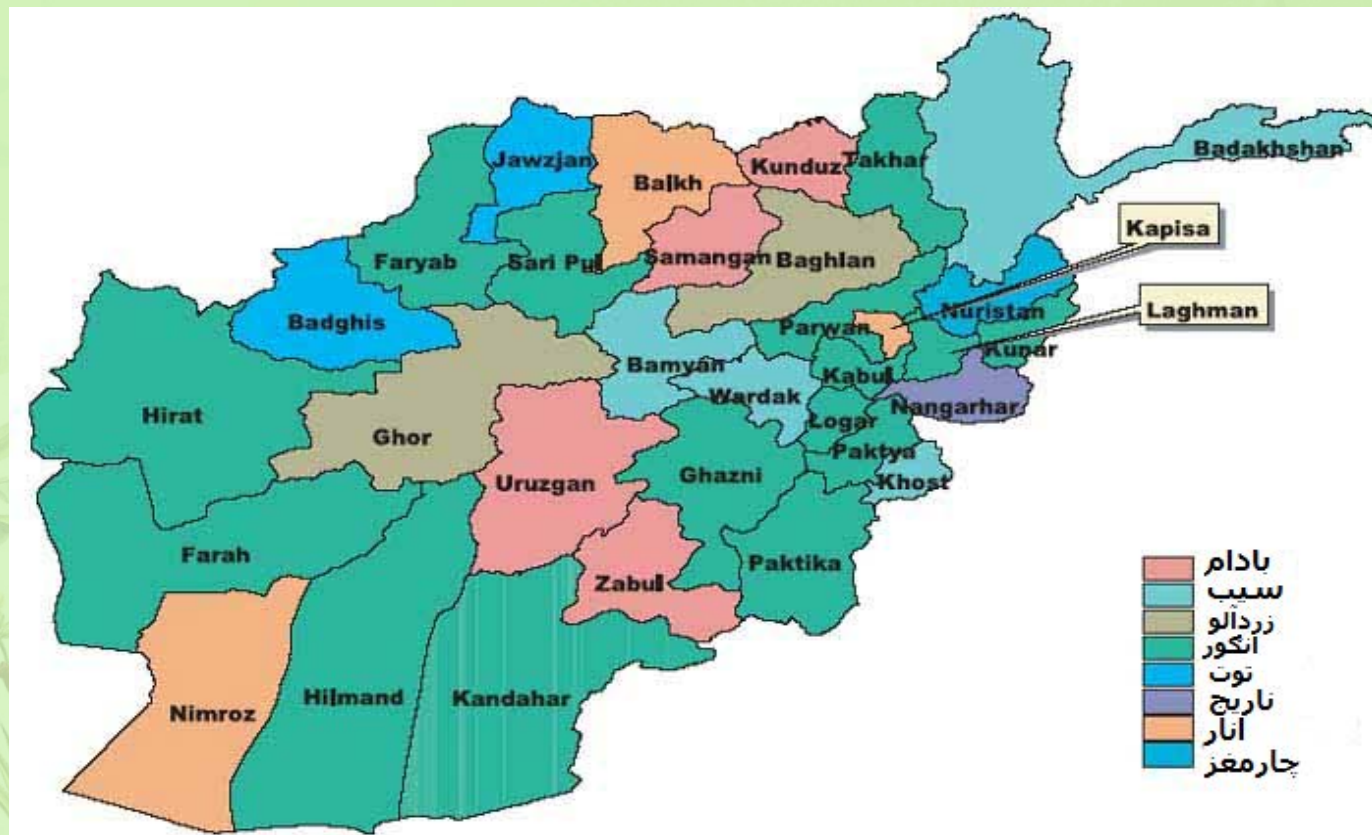 Badakhshan
Jawzjan
Balkh
Kunduz
Takhar
Kapisa
Faryab
Sari Pul
Samangan
Baghlan
Nuristan
Laghman
Badghis
Parwan
Kunar
Bamyan
Kabul
Wardak
Nangarhar
Hirat
Ghor
Logar
Paktya
Ghazni
Khost
Uruzgan
Farah
Zabul
Paktika
Nimroz
Hilmand
Kandahar
بادام
سیب
زردآلو
انگور
توت
نارنج
انار
چارمغز